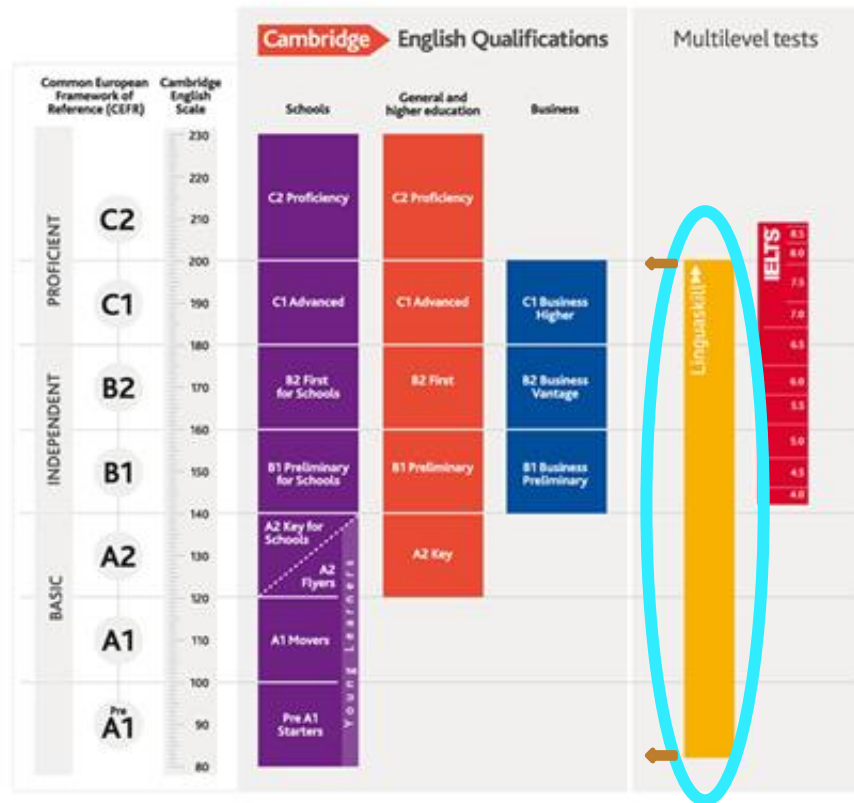 Cambridge English Qualifications
Multilevel tests
Common European
Framework of
Reference (CEFR)
Cambridge
English
Scale
Schools
General and
higher education
Business
PROFICIENT
INDEPENDENT
BASIC
C2
C1
B2
B1
A2
A1
Pre
A1
230
220
210
200
190
180
170
160
150
140
130
120
110
100
90
80
C2 Proficiency
C1 Advanced
B2 First
for Schools
B1 Preliminary
for Schools
A2 Key for
Schools
A2
Flyers
A1 Movers
Pre A1
Starters
Young Learners
C2 Proficiency
C1 Advanced
B2 First
B1 Preliminary
A2 Key
C1 Business
Higher
B2 Business
Vantage
B1 Business
Preliminary
Linguaskill
IELTS
8.5
8.0
7.5
7.0
6.5
6.0
5.5
5.0
4.5
4.0